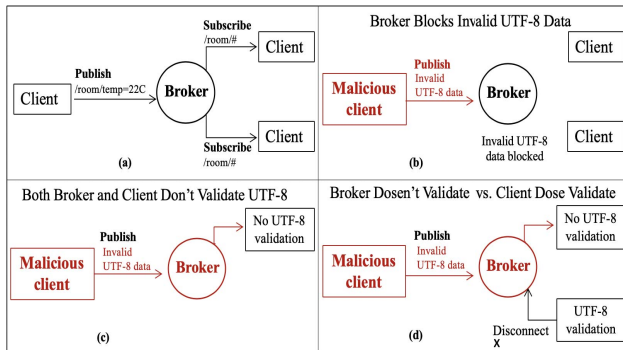 Subscribe
/room/#
Client
Publish
/room/temp=22C
Client
Broker
Client
Subscribe
/room/#
(a)
Broker Blocks Invalid UTF-8 Data
Client
Publish
Invalid
UTF-8 data
Malicious
client
Broker
Invalid UTF-8
data blocked
Client
(b)
Both Broker and Client Don't Validate UTF-8
No UTF-8
validation
Publish
Invalid
UTF-8 data
Malicious
client
Broker
(c)
Broker Dosen't Validate vs. Client Dose Validate
No UTF-8
validation
Publish
Invalid
UTF-8 data
Malicious
client
Broker
UTF-8
validation
Disconnect
X
(d)